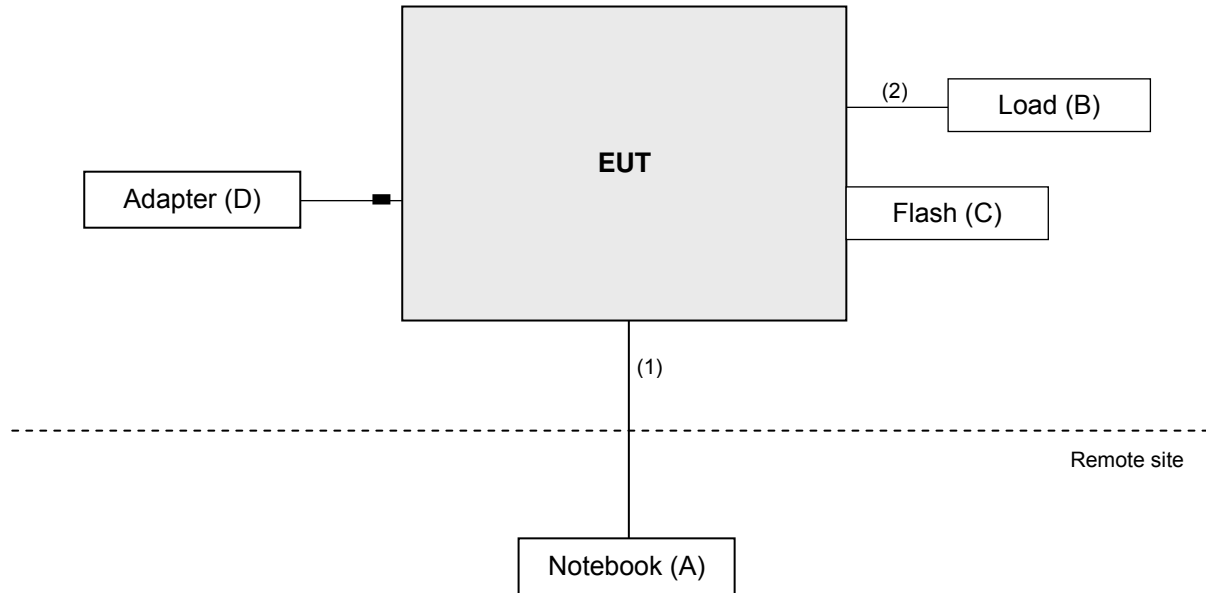 (2)
Load (B)
EUT
Adapter (D)
Flash (C)
(1)
Remote site
Notebook (A)